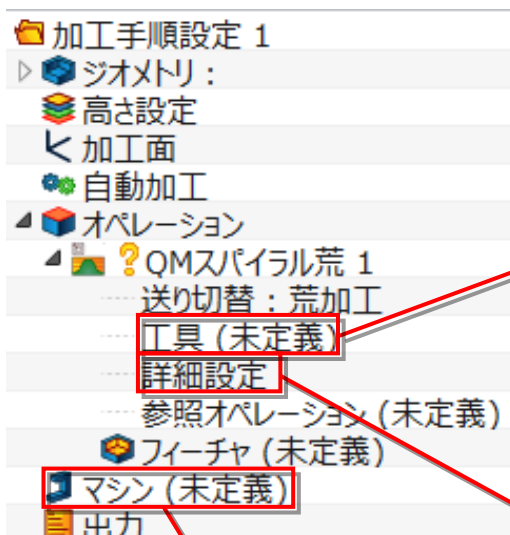 加工手順設定 1
ジオメトリ :
高さ設定
加工面
自動加工
オペレーション
QMスパイラル荒 1
送り切替 : 荒加工
工具 (未定義)
詳細設定
参照オペレーション (未定義)
フィーチャ (未定義)
マシン (未定義)
出力